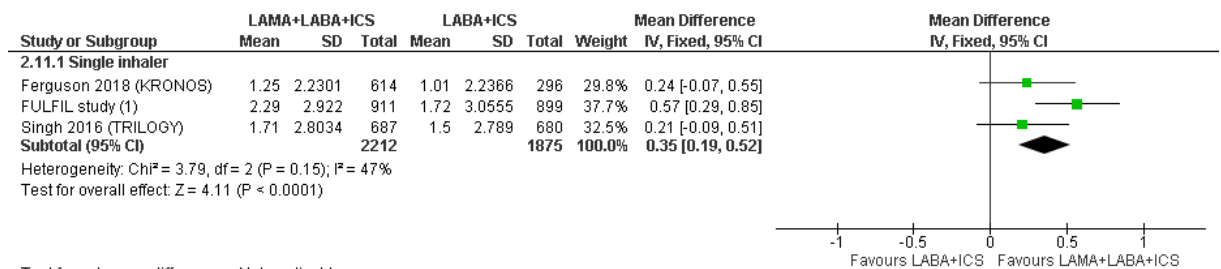 LAMA+LABA+ICS LABA+ICS Mean Difference Mean Difference
Study or Subgroup Mean SD Total Mean SD Total Weight IV, Fixed, 95% CI IV, Fixed, 95% CI
2.11.1 Single inhaler
Ferguson 2018 (KRONOS) 1.25 2.2301 614 1.01 2.2366 296 29.8% 0.24 [-0.07, 0.55]
FULFIL study (1) 2.29 2.922 911 1.72 3.0555 899 37.7% 0.57 [0.29, 0.85]
Singh 2016 (TRILOGY) 1.71 2.8034 687 1.5 2.789 680 32.5% 0.21 [-0.09, 0.51]
Subtotal (95% CI) 2212 1875 100.0% 0.35 [0.19, 0.52]
Heterogeneity: Chi² = 3.79, df = 2 (P = 0.15); I² = 47%
Test for overall effect: Z = 4.11 (P < 0.0001)
-1 -0.5 0 0.5 1
Favours LABA+ICS Favours LAMA+LABA+ICS